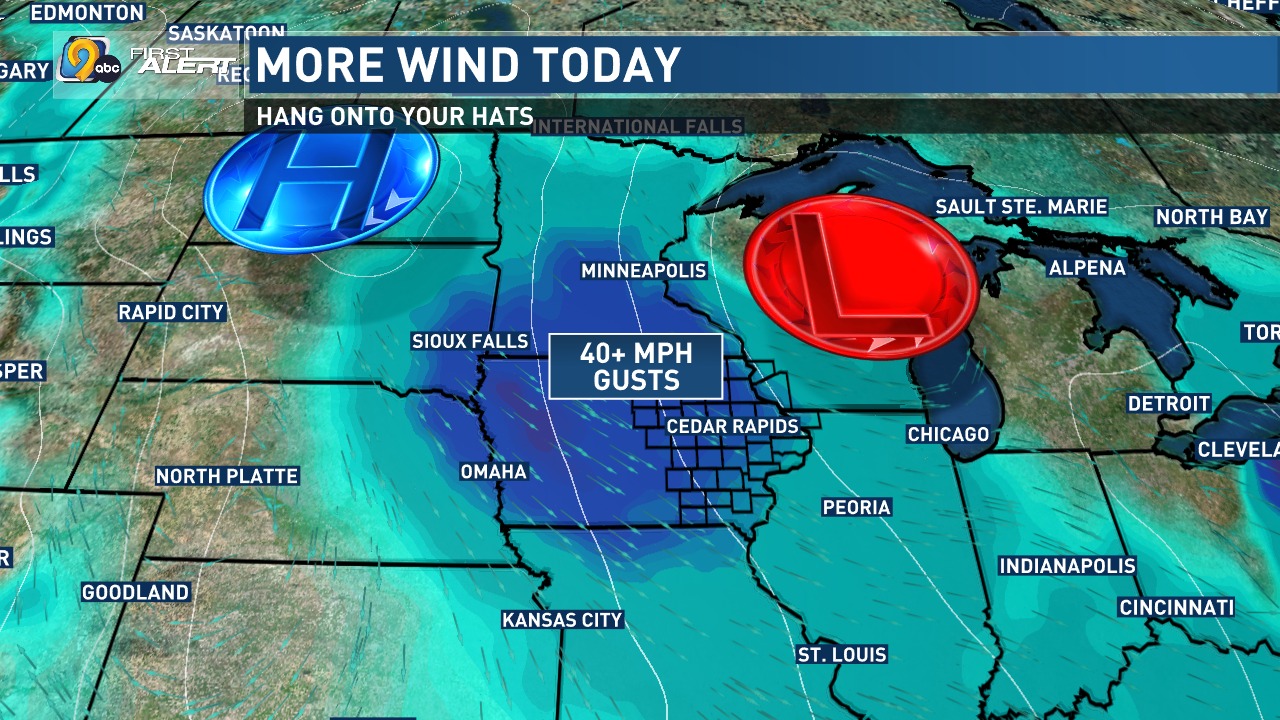 EDMONTON
SASKATOON
HEFF
9
abc
FIRST
ALERT
GARY
REG
MORE WIND TODAY
HANG ONTO YOUR HATS
INTERNATIONAL FALLS
H
LLS
L
SAULT STE. MARIE
NORTH BAY
LINGS
MINNEAPOLIS
ALPENA
RAPID CITY
SIOUX FALLS
TOR
40+ MPH
GUSTS
SPER
DETROIT
CEDAR RAPIDS
CHICAGO
CLEVELA
NORTH PLATTE
OMAHA
PEORIA
R
INDIANAPOLIS
GOODLAND
CINCINNATI
KANSAS CITY
ST. LOUIS